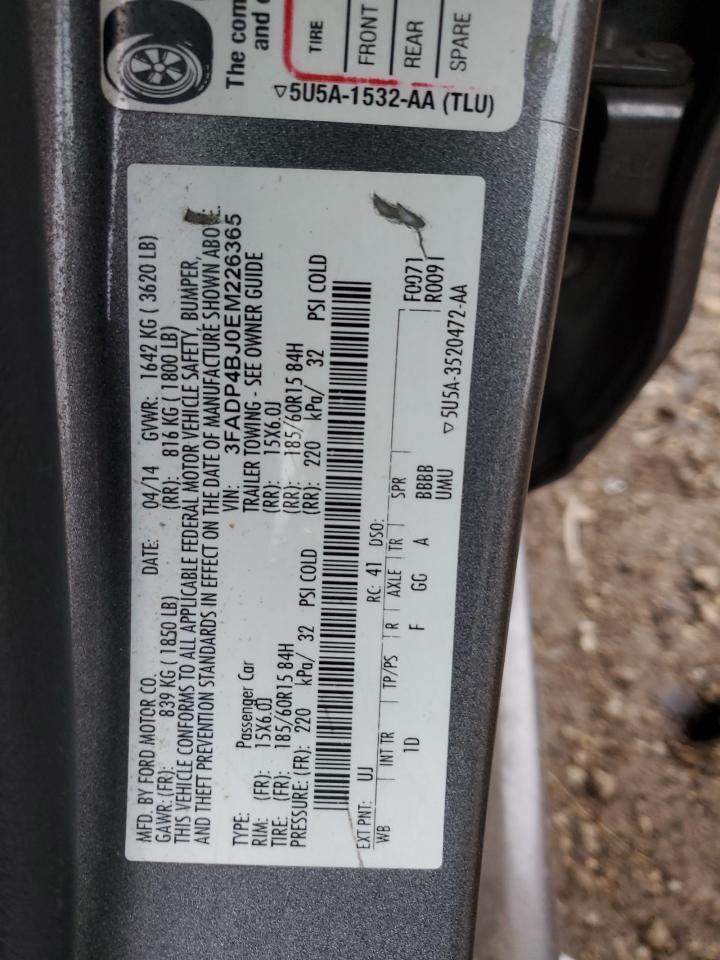 The com
and c
TIRE
FRONT
REAR
SPARE
▽5U5A-1532-AA (TLU)
MFD. BY FORD MOTOR CO. DATE: 04/14 GVWR: 1642 KG ( 3620 LB)
GAWR: (FR): 839 KG ( 1850 LB) (RR): 816 KG ( 1800 LB)
THIS VEHICLE CONFORMS TO ALL APPLICABLE FEDERAL MOTOR VEHICLE SAFETY, BUMPER,
AND THEFT PREVENTION STANDARDS IN EFFECT ON THE DATE OF MANUFACTURE SHOWN ABOVE.
VIN: 3FADP4BJ0EM226365
TYPE: Passenger Car TRAILER TOWING - SEE OWNER GUIDE
RIM: (FR): 15X6.0J (RR): 15X6.0J
TIRE: (FR): 185/60R15 84H (RR): 185/60R15 84H
PRESSURE: (FR): 220 kPa/ 32 PSI COLD (RR): 220 kPa/ 32 PSI COLD
EXT PNT: UJ RC: 41 DSO: F0071
WB INT TR TP/PS R AXLE TR SPR R0091
1D F GG A BBBB
UMU
▽5U5A-3520472-AA